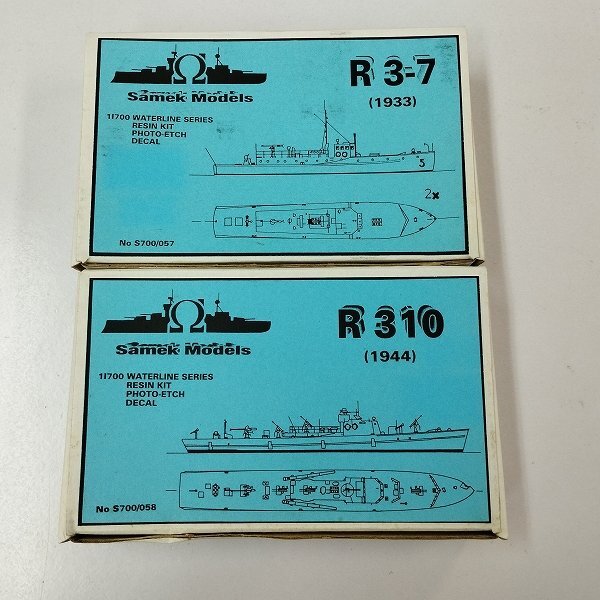 Ω
Samek Models
R 3-7
(1933)
1/700 WATERLINE SERIES
RESIN KIT
PHOTO-ETCH
DECAL
5
2x
No S700/057
Ω
Samek Models
R 310
(1944)
1/700 WATERLINE SERIES
RESIN KIT
PHOTO-ETCH
DECAL
No S700/058